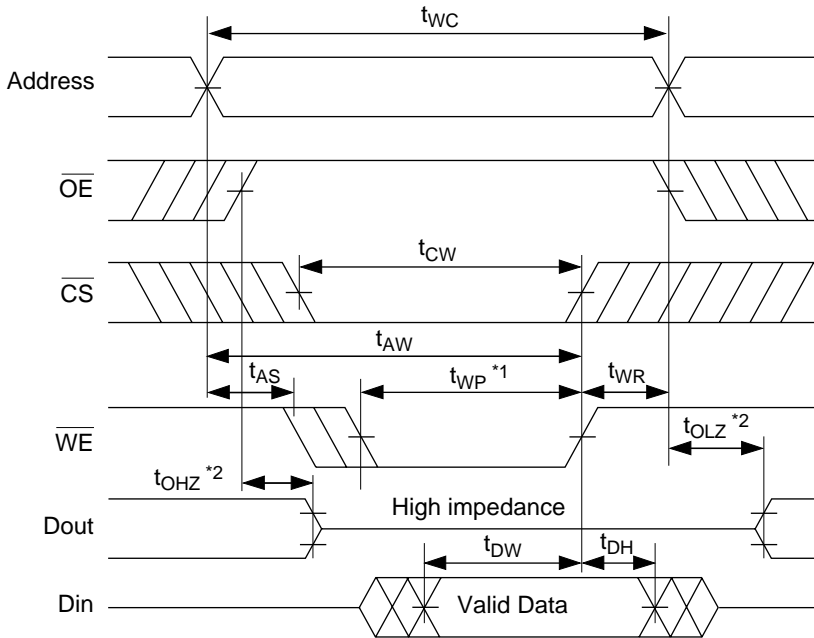 tWC
Address
OE
tCW
CS
tAW
tAS
tWP *1
tWR
WE
tOLZ *2
tOHZ *2
High impedance
Dout
tDW
tDH
Din
Valid Data